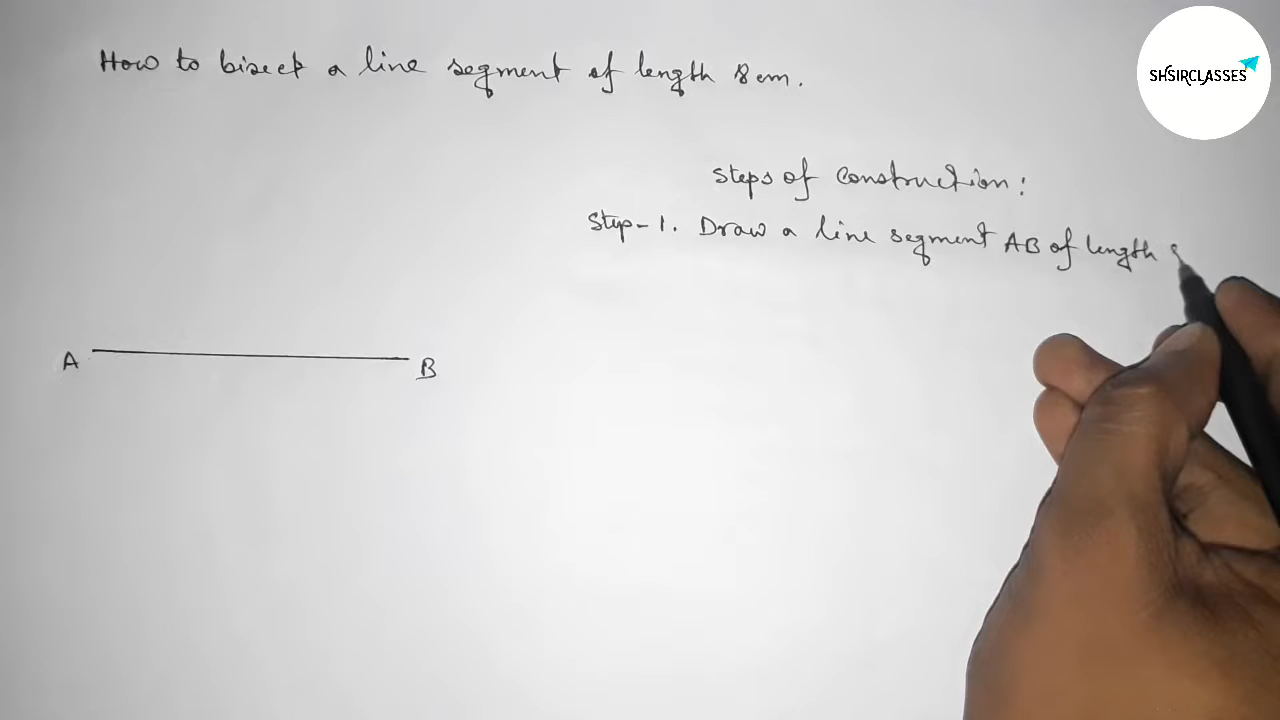 How to bisect a line segment of length 8 cm.
SHSIRCLASSES
Steps of Construction:
Step-1. Draw a line segment AB of length
A
B